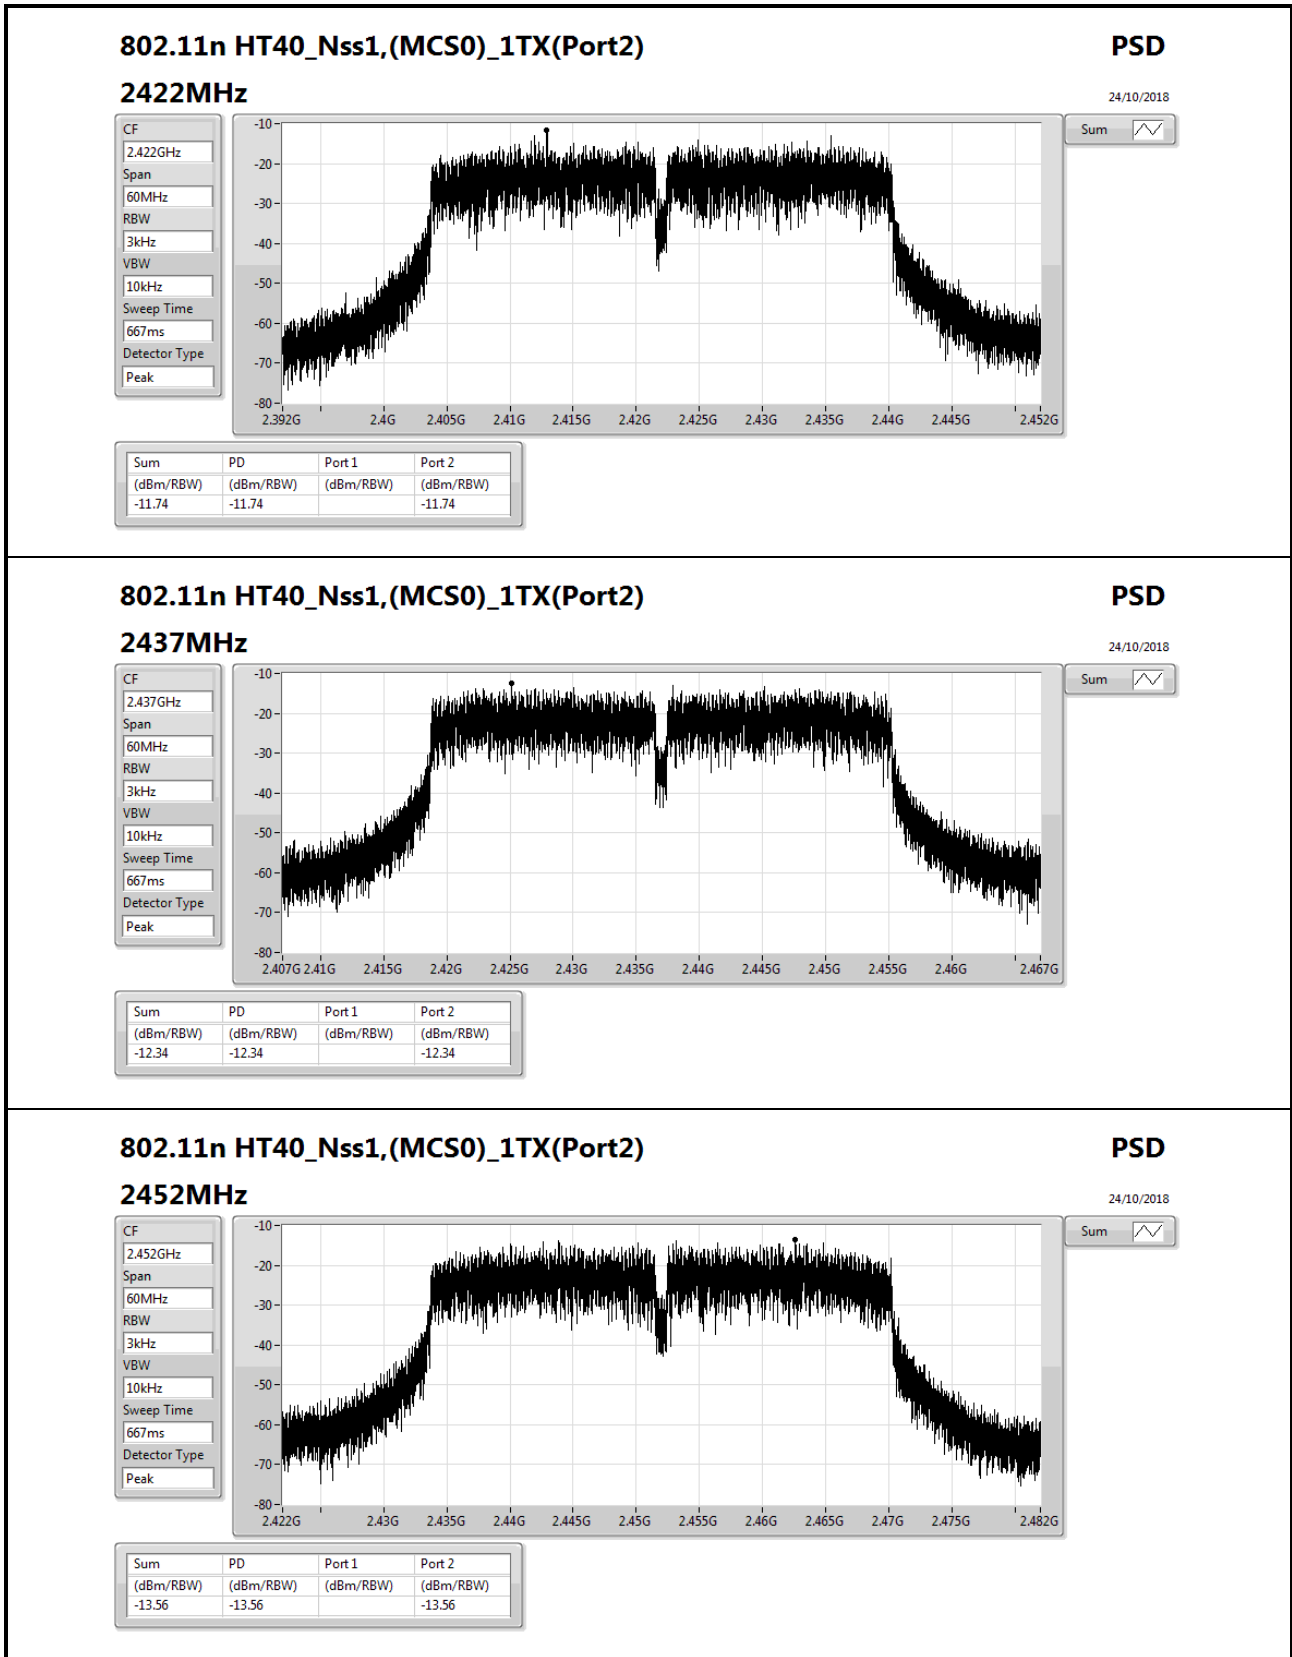 802.11n HT40_Nss1,(MCS0)_1TX(Port2) PSD
2422MHz 24/10/2018
CF
2.422GHz
Span
60MHz
RBW
3kHz
VBW
10kHz
Sweep Time
667ms
Detector Type
Peak
-10
-20
-30
-40
-50
-60
-70
-80
2.392G 2.4G 2.405G 2.41G 2.415G 2.42G 2.425G 2.43G 2.435G 2.44G 2.445G 2.452G
Sum
Sum PD Port 1 Port 2
(dBm/RBW) (dBm/RBW) (dBm/RBW) (dBm/RBW)
-11.74 -11.74 -11.74
802.11n HT40_Nss1,(MCS0)_1TX(Port2) PSD
2437MHz 24/10/2018
CF
2.437GHz
Span
60MHz
RBW
3kHz
VBW
10kHz
Sweep Time
667ms
Detector Type
Peak
-10
-20
-30
-40
-50
-60
-70
-80
2.407G 2.41G 2.415G 2.42G 2.425G 2.43G 2.435G 2.44G 2.445G 2.45G 2.455G 2.46G 2.467G
Sum
Sum PD Port 1 Port 2
(dBm/RBW) (dBm/RBW) (dBm/RBW) (dBm/RBW)
-12.34 -12.34 -12.34
802.11n HT40_Nss1,(MCS0)_1TX(Port2) PSD
2452MHz 24/10/2018
CF
2.452GHz
Span
60MHz
RBW
3kHz
VBW
10kHz
Sweep Time
667ms
Detector Type
Peak
-10
-20
-30
-40
-50
-60
-70
-80
2.422G 2.43G 2.435G 2.44G 2.445G 2.45G 2.455G 2.46G 2.465G 2.47G 2.475G 2.482G
Sum
Sum PD Port 1 Port 2
(dBm/RBW) (dBm/RBW) (dBm/RBW) (dBm/RBW)
-13.56 -13.56 -13.56